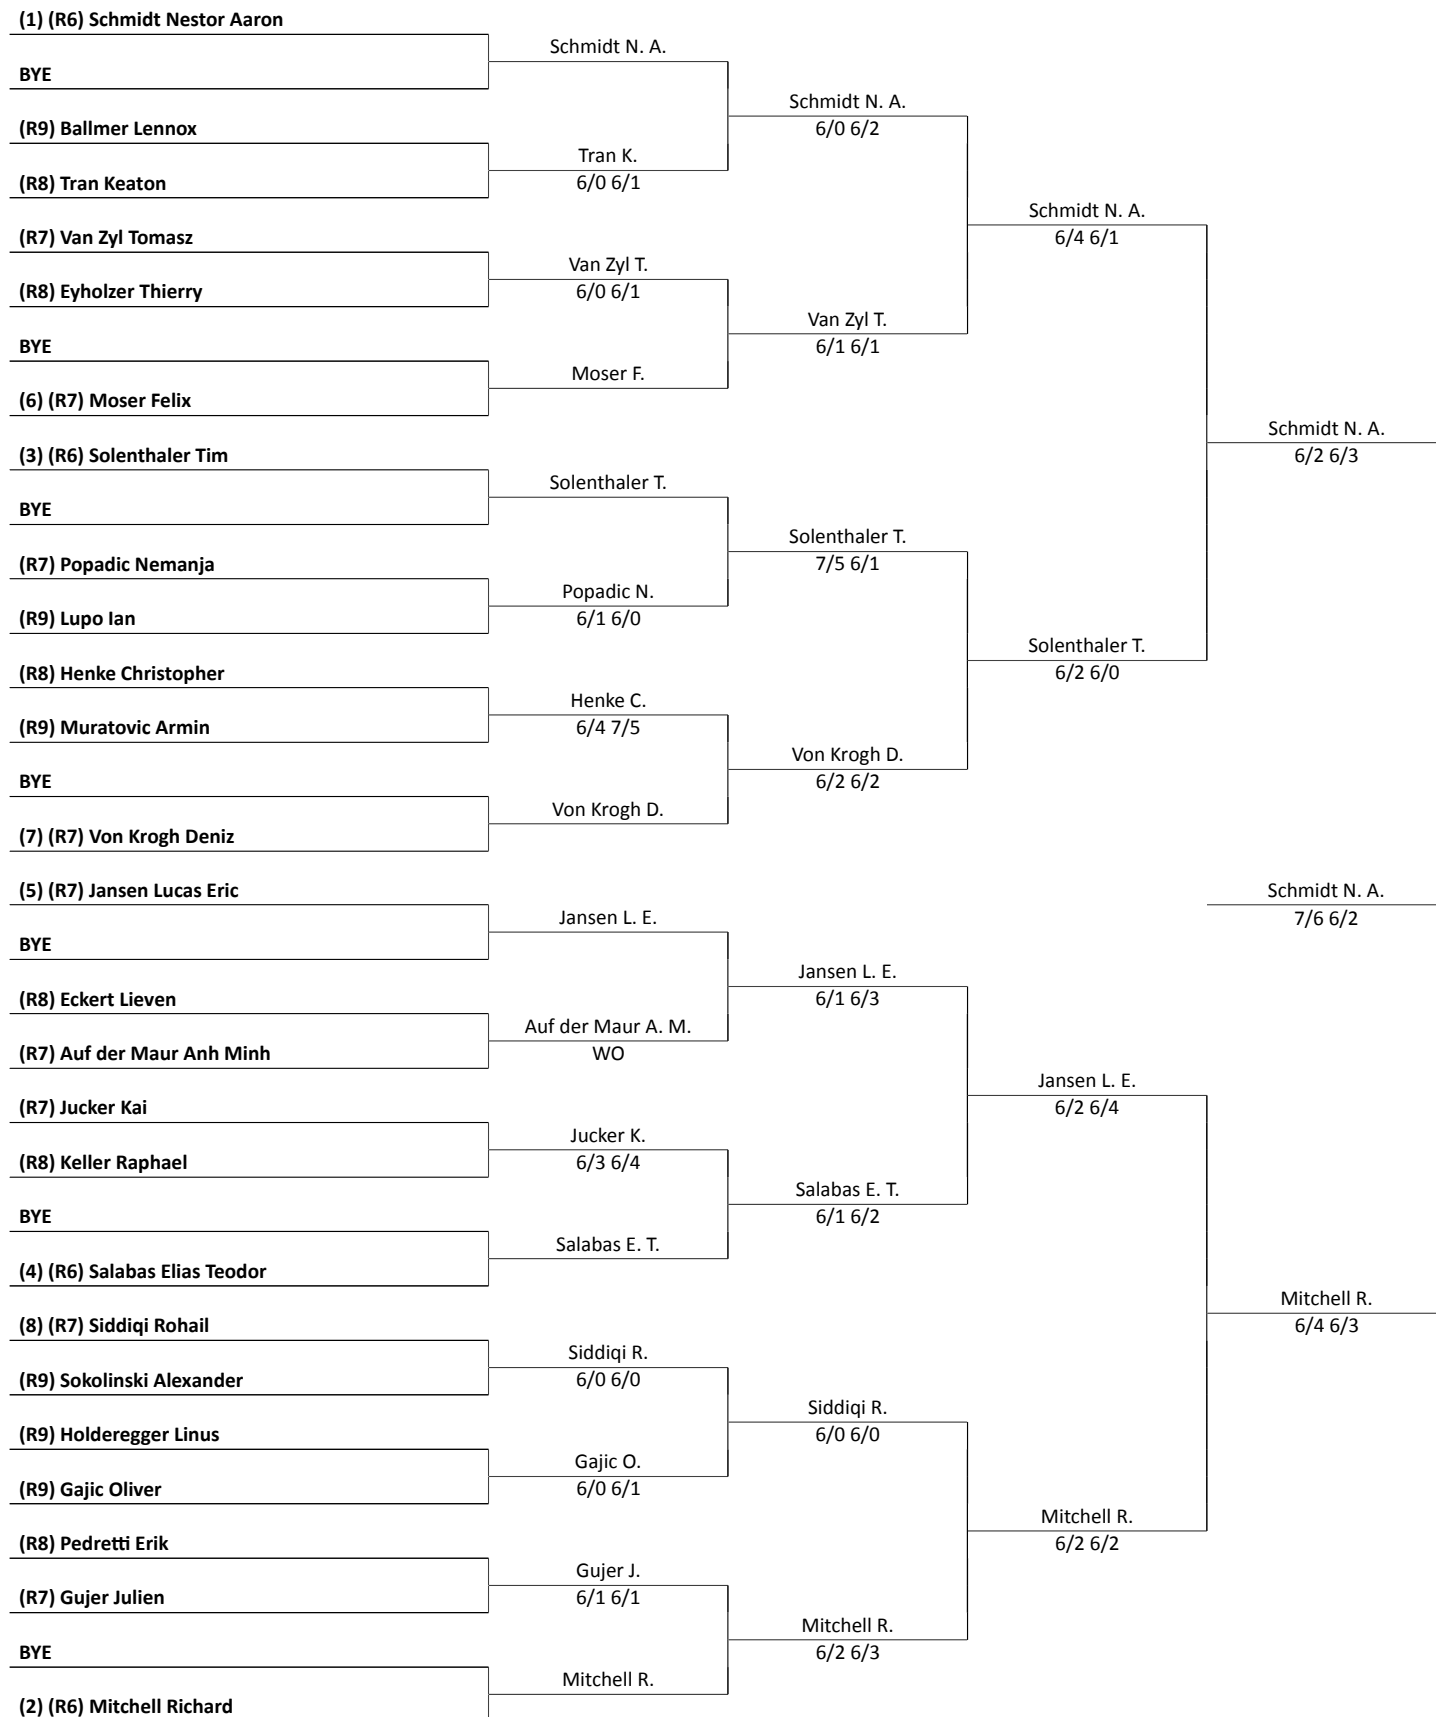 (1) (R6) Schmidt Nestor Aaron
Schmidt N. A.
BYE
Schmidt N. A.
6/0 6/2
(R9) Ballmer Lennox
Tran K.
6/0 6/1
(R8) Tran Keaton
Schmidt N. A.
6/4 6/1
(R7) Van Zyl Tomasz
Van Zyl T.
6/0 6/1
(R8) Eyholzer Thierry
Van Zyl T.
6/1 6/1
BYE
Moser F.
(6) (R7) Moser Felix
Schmidt N. A.
6/2 6/3
(3) (R6) Solenthaler Tim
Solenthaler T.
BYE
Solenthaler T.
7/5 6/1
(R7) Popadic Nemanja
Popadic N.
6/1 6/0
(R9) Lupo Ian
Solenthaler T.
6/2 6/0
(R8) Henke Christopher
Henke C.
6/4 7/5
(R9) Muratovic Armin
Von Krogh D.
6/2 6/2
BYE
Von Krogh D.
(7) (R7) Von Krogh Deniz
(5) (R7) Jansen Lucas Eric
Schmidt N. A.
7/6 6/2
Jansen L. E.
BYE
Jansen L. E.
6/1 6/3
(R8) Eckert Lieven
Auf der Maur A. M.
WO
(R7) Auf der Maur Anh Minh
Jansen L. E.
6/2 6/4
(R7) Jucker Kai
Jucker K.
6/3 6/4
(R8) Keller Raphael
Salabas E. T.
6/1 6/2
BYE
Salabas E. T.
(4) (R6) Salabas Elias Teodor
Mitchell R.
6/4 6/3
(8) (R7) Siddiqi Rohail
Siddiqi R.
6/0 6/0
(R9) Sokolinski Alexander
Siddiqi R.
6/0 6/0
(R9) Holderegger Linus
Gajic O.
6/0 6/1
(R9) Gajic Oliver
Mitchell R.
6/2 6/2
(R8) Pedretti Erik
Gujer J.
6/1 6/1
(R7) Gujer Julien
Mitchell R.
6/2 6/3
BYE
Mitchell R.
(2) (R6) Mitchell Richard